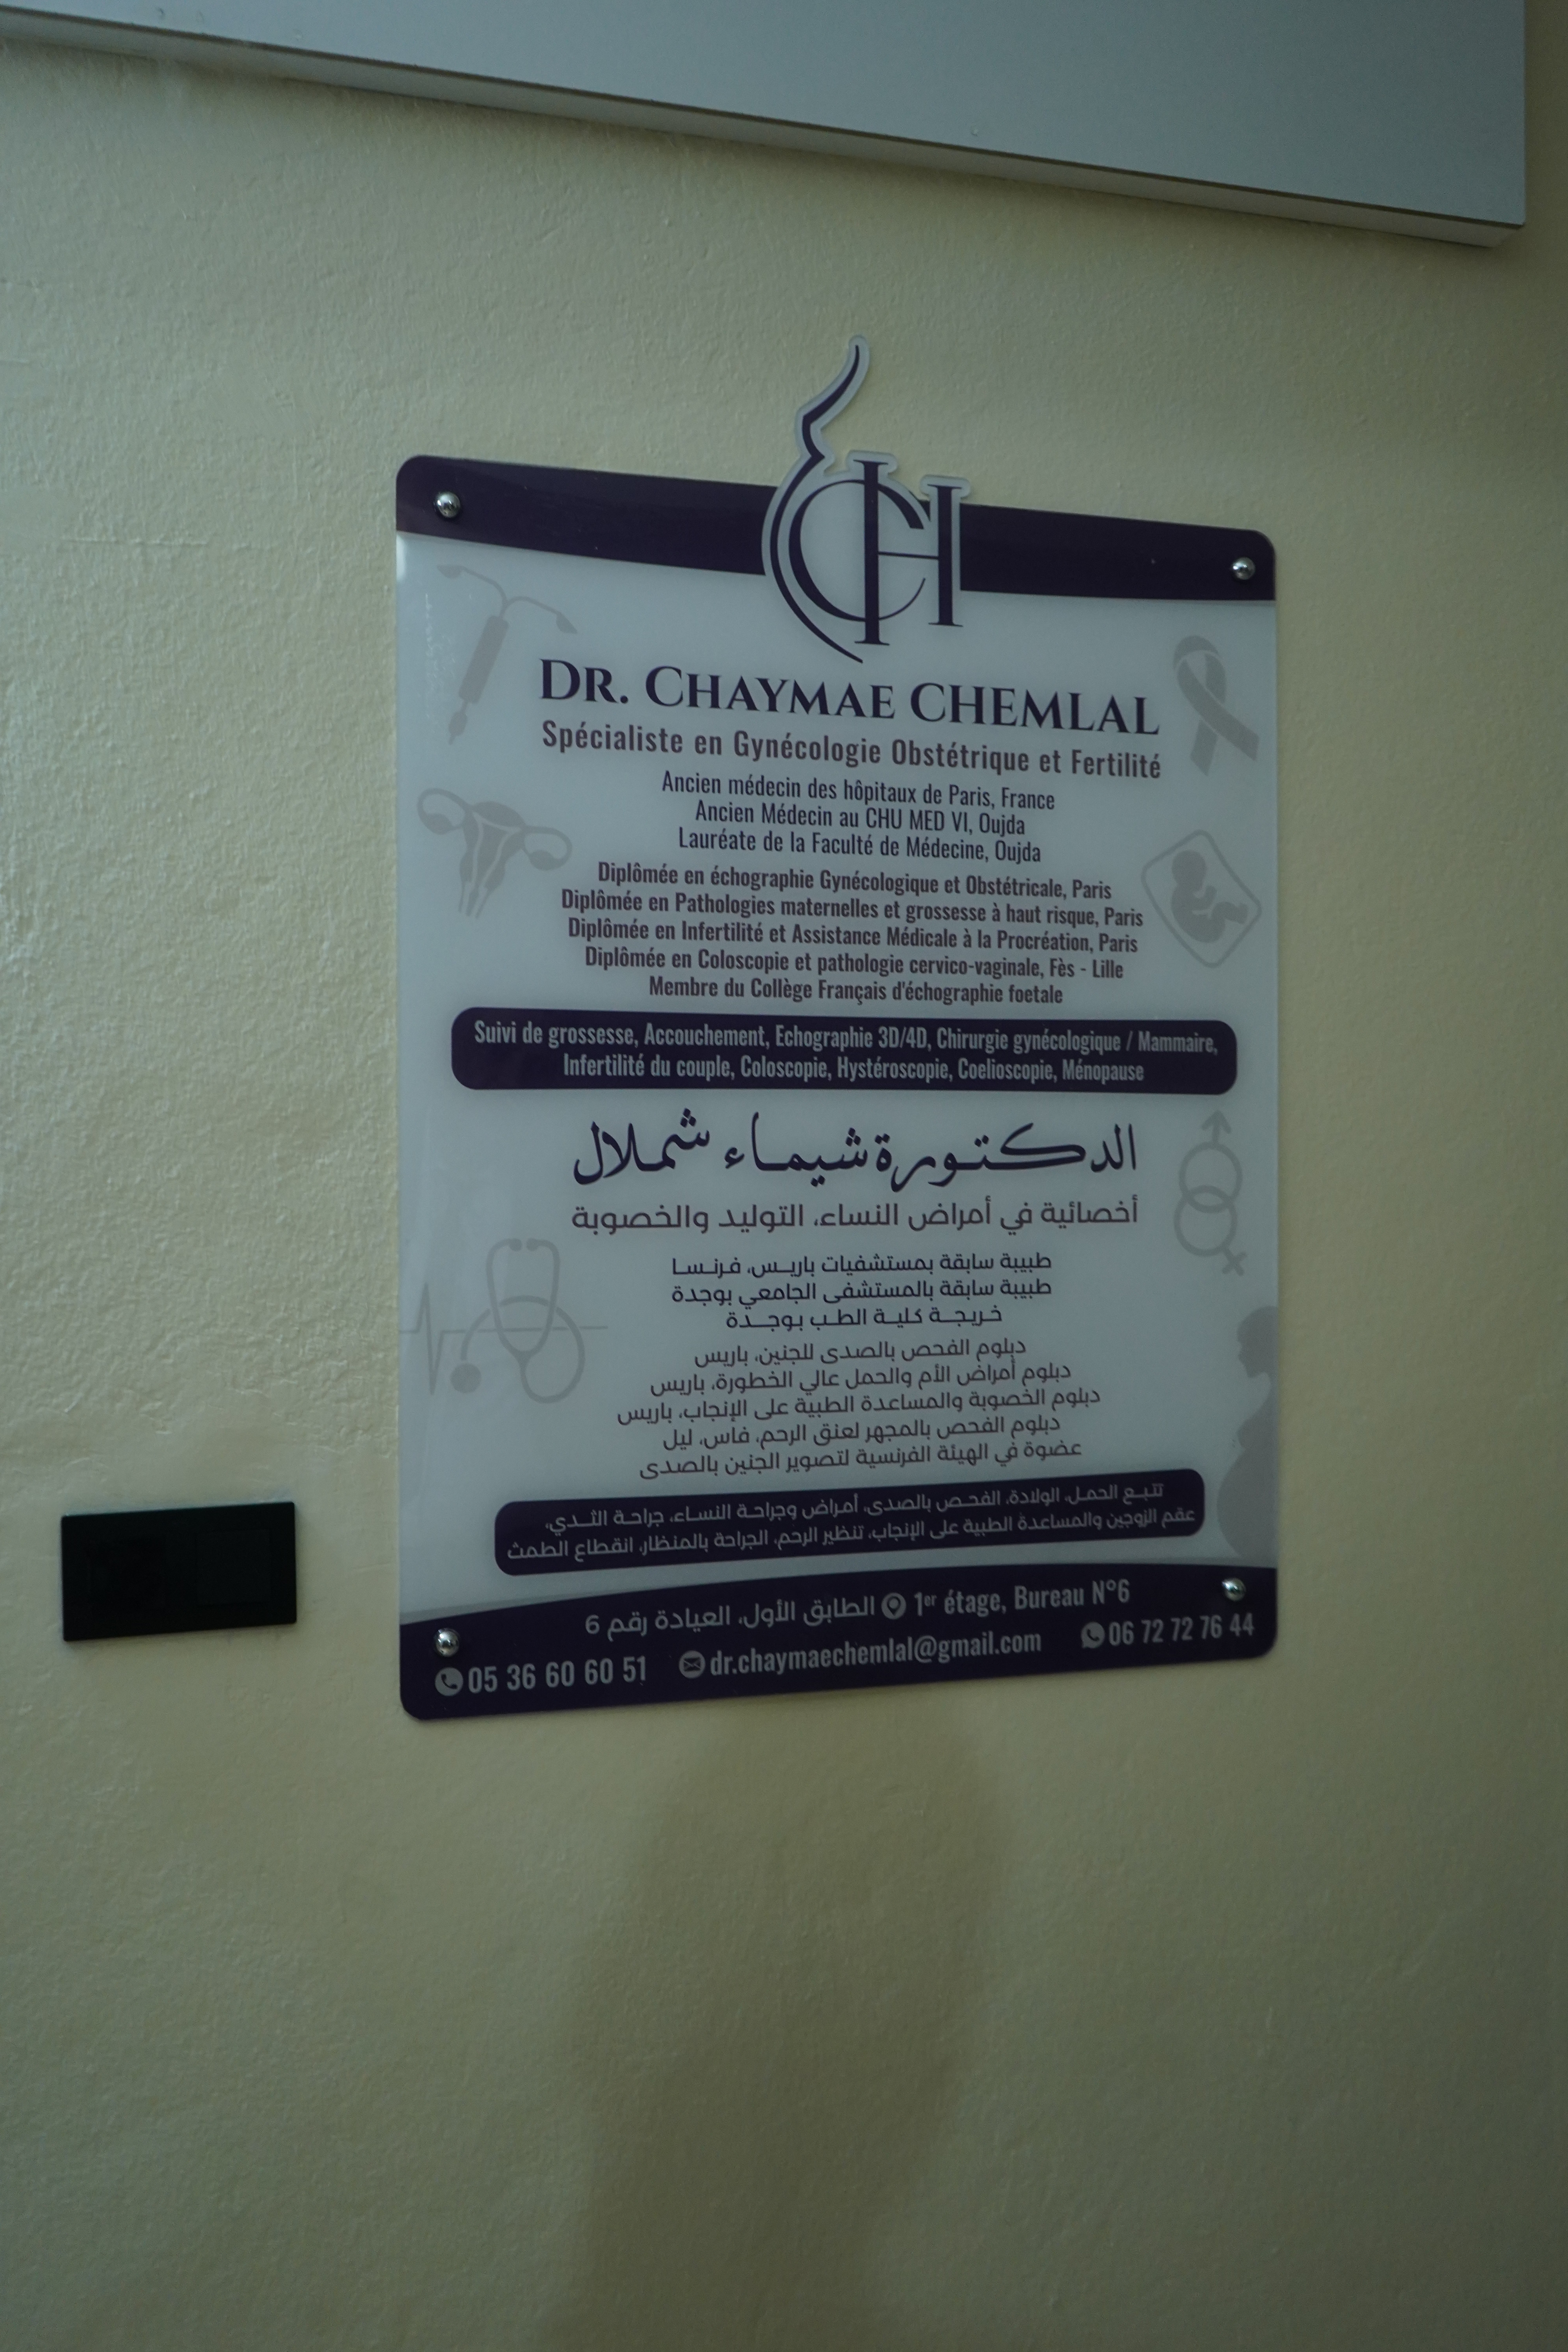 CH
DR. CHAYMAE CHEMLAL
Spécialiste en Gynécologie Obstétrique et Fertilité
Ancien médecin des hôpitaux de Paris, France
Ancien Médecin au CHU MED VI, Oujda
Lauréate de la Faculté de Médecine, Oujda
Diplômée en échographie Gynécologique et Obstétricale, Paris
Diplômée en Pathologies maternelles et grossesse à haut risque, Paris
Diplômée en Infertilité et Assistance Médicale à la Procréation, Paris
Diplômée en Coloscopie et pathologie cervico-vaginale, Fès - Lille
Membre du Collège Français d'échographie foetale
Suivi de grossesse, Accouchement, Echographie 3D/4D, Chirurgie gynécologique / Mammaire,
Infertilité du couple, Coloscopie, Hystéroscopie, Coelioscopie, Ménopause
الدكتورة شيماء شملال
أخصائية في أمراض النساء، التوليد والخصوبة
طبيبة سابقة بمستشفيات باريس، فرنسا
طبيبة سابقة بالمستشفى الجامعي بوجدة
خريجة كلية الطب بوجدة
دبلوم الفحص بالصدى للجنين، باريس
دبلوم أمراض الأم والحمل عالي الخطورة، باريس
دبلوم الخصوبة والمساعدة الطبية على الإنجاب، باريس
دبلوم الفحص بالمجهر لعنق الرحم، فاس، ليل
عضوة في الهيئة الفرنسية لتصوير الجنين بالصدى
تتبع الحمل، الولادة، الفحص بالصدى، أمراض وجراحة النساء، جراحة الثدي،
عقم الزوجين والمساعدة الطبية على الإنجاب، تنظير الرحم، الجراحة بالمنظار، انقطاع الطمث
الطابق الأول، العيادة رقم 6 1er étage, Bureau N°6
05 36 60 60 51 dr.chaymaechemlal@gmail.com 06 72 72 76 44